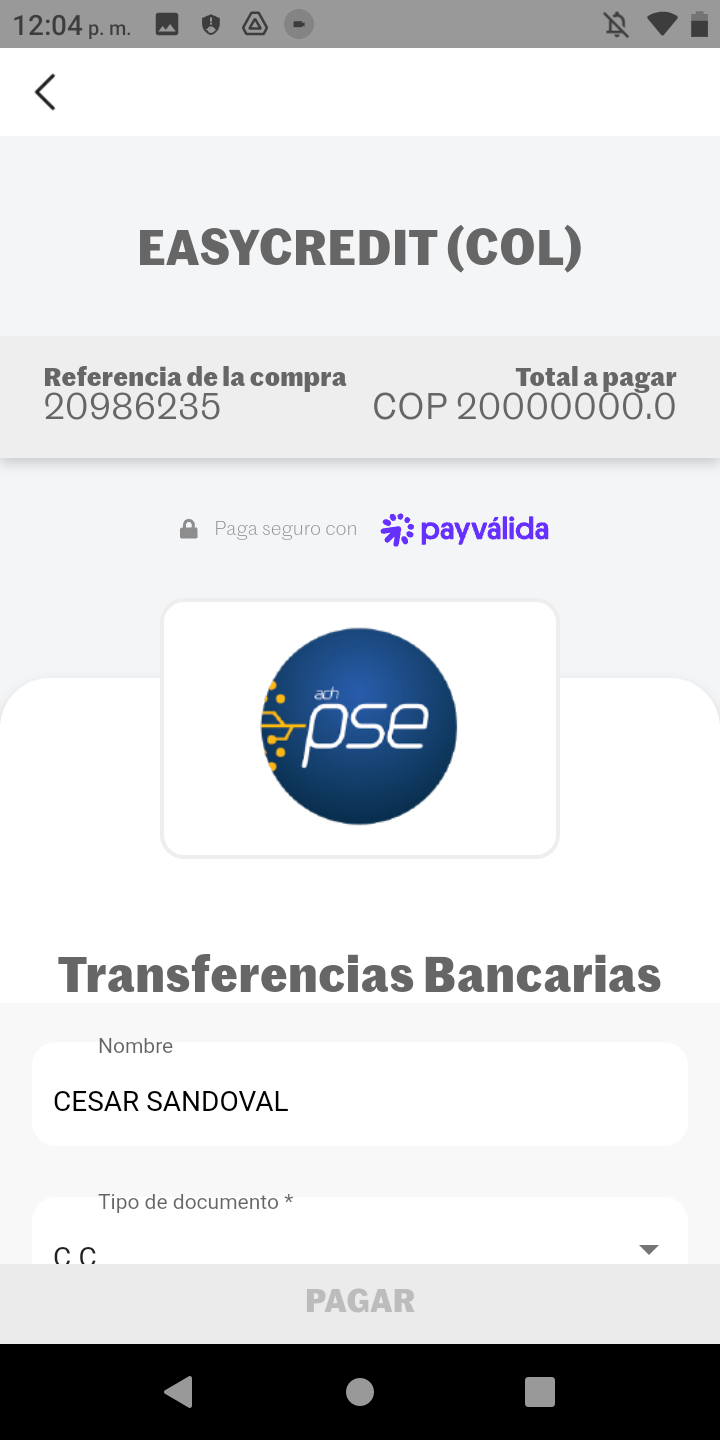 12:04 p. m.
EASYCREDIT (COL)
Referencia de la compra
20986235
Total a pagar
COP 20000000.0
Paga seguro con payválida
ach
pse
Transferencias Bancarias
Nombre
CESAR SANDOVAL
Tipo de documento *
C.C
PAGAR